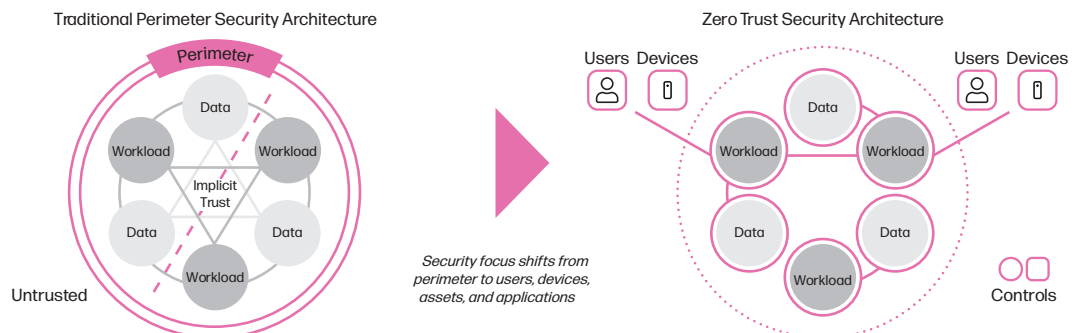 Traditional Perimeter Security Architecture
Perimeter
Data
Workload
Workload
Implicit
Trust
Data
Data
Workload
Untrusted
Security focus shifts from
perimeter to users, devices,
assets, and applications
Zero Trust Security Architecture
Users Devices
Users Devices
Data
Workload
Workload
Data
Data
Workload
Controls